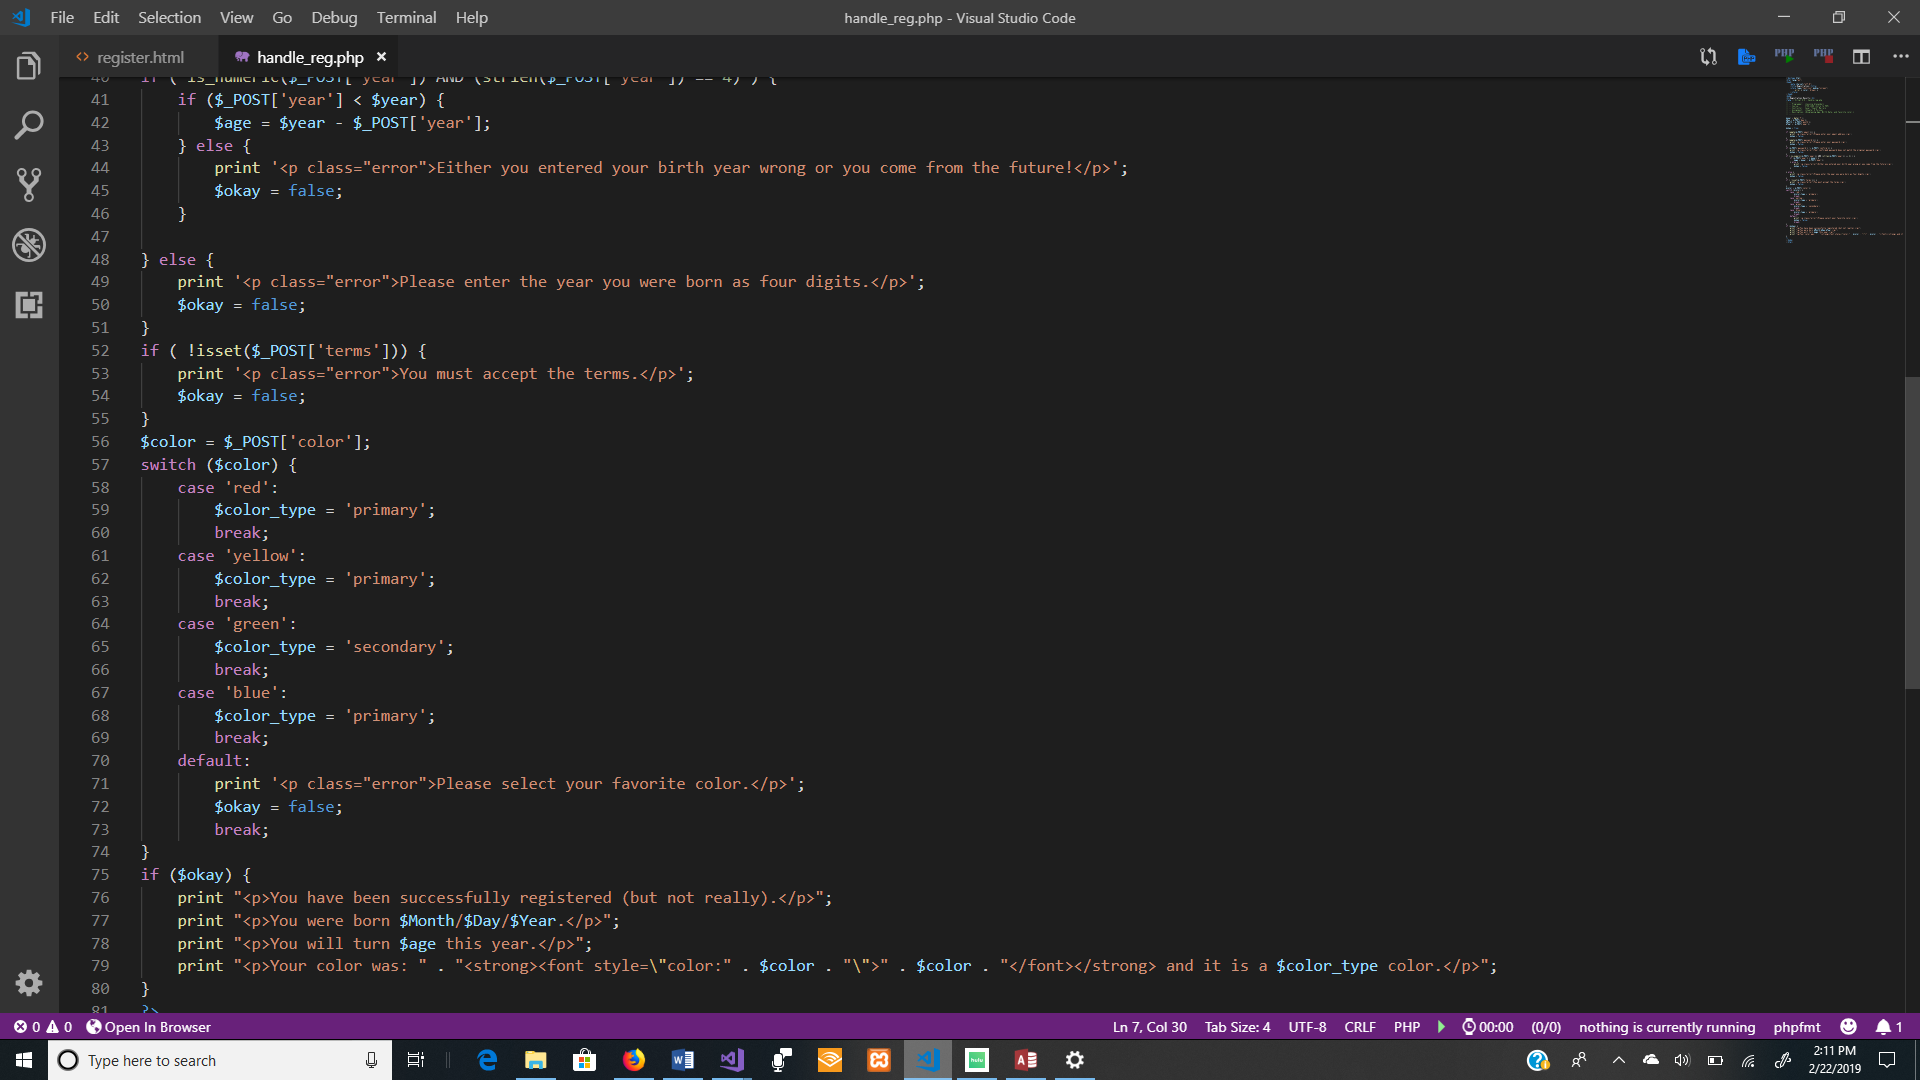 File Edit Selection View Go Debug Terminal Help
handle_reg.php - Visual Studio Code
<> register.html
handle_reg.php ×
40 if ( is_numeric($_POST['year']) AND (strlen($_POST['year']) == 4) ) {
41 if ($_POST['year'] < $year) {
42 $age = $year - $_POST['year'];
43 } else {
44 print '<p class="error">Either you entered your birth year wrong or you come from the future!</p>';
45 $okay = false;
46 }
47
48 } else {
49 print '<p class="error">Please enter the year you were born as four digits.</p>';
50 $okay = false;
51 }
52 if ( !isset($_POST['terms'])) {
53 print '<p class="error">You must accept the terms.</p>';
54 $okay = false;
55 }
56 $color = $_POST['color'];
57 switch ($color) {
58 case 'red':
59 $color_type = 'primary';
60 break;
61 case 'yellow':
62 $color_type = 'primary';
63 break;
64 case 'green':
65 $color_type = 'secondary';
66 break;
67 case 'blue':
68 $color_type = 'primary';
69 break;
70 default:
71 print '<p class="error">Please select your favorite color.</p>';
72 $okay = false;
73 break;
74 }
75 if ($okay) {
76 print "<p>You have been successfully registered (but not really).</p>";
77 print "<p>You were born $Month/$Day/$Year.</p>";
78 print "<p>You will turn $age this year.</p>";
79 print "<p>Your color was: " . "<strong><font style=\"color:" . $color . "\">" . $color . "</font></strong> and it is a $color_type color.</p>";
80 }
81 ?>
0 0 Open In Browser
Ln 7, Col 30 Tab Size: 4 UTF-8 CRLF PHP 00:00 (0/0) nothing is currently running phpfmt 1
Type here to search
2:11 PM
2/22/2019